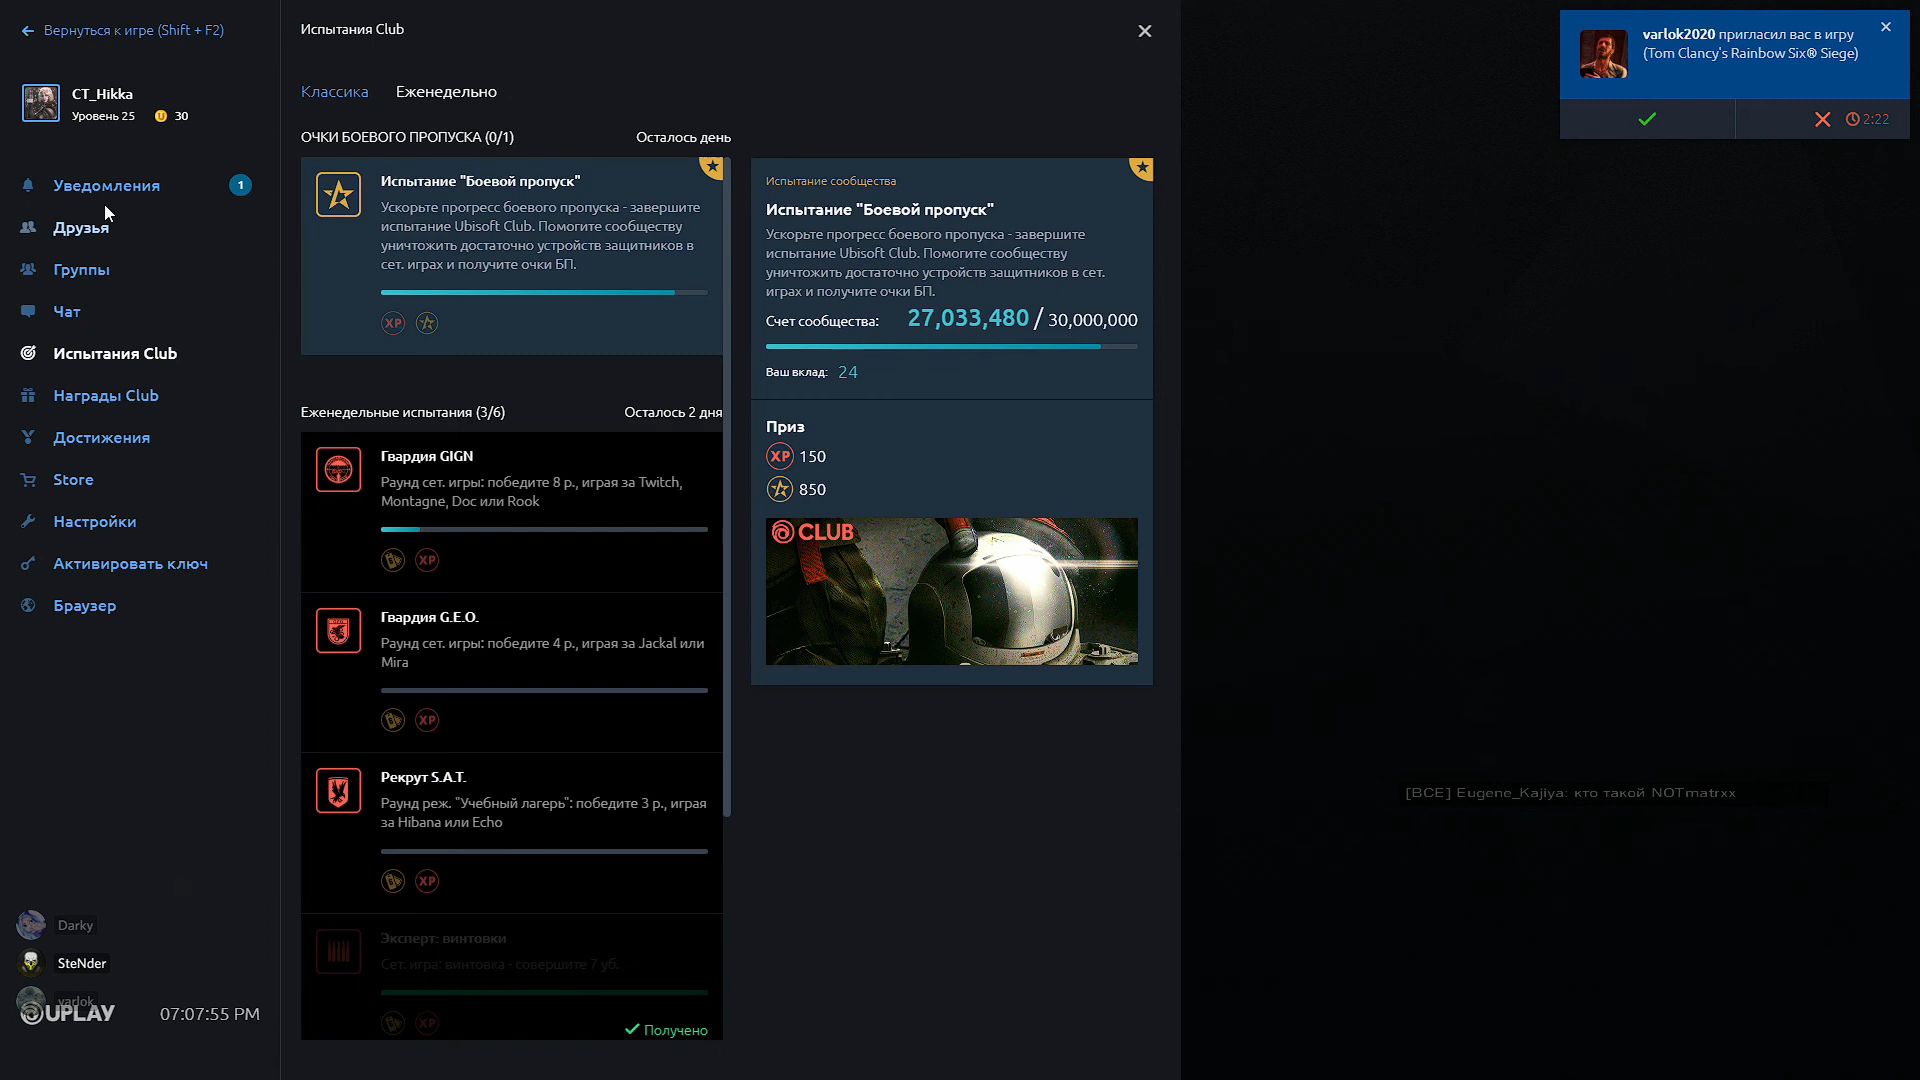 Вернуться к игре (Shift + F2)
CT_Hikka
Уровень 25 30
Уведомления 1
Друзья
Группы
Чат
Испытания Club
Награды Club
Достижения
Store
Настройки
Активировать ключ
Браузер
Darky
SteNder
varlok
UPLAY 07:07:55 PM
Испытания Club
Классика Еженедельно
ОЧКИ БОЕВОГО ПРОПУСКА (0/1) Осталось день
Испытание "Боевой пропуск"
Ускорьте прогресс боевого пропуска - завершите
испытание Ubisoft Club. Помогите сообществу
уничтожить достаточно устройств защитников в
сет. играх и получите очки БП.
XP
Еженедельные испытания (3/6) Осталось 2 дня
Гвардия GIGN
Раунд сет. игры: победите 8 р., играя за Twitch,
Montagne, Doc или Rook
XP
Гвардия G.E.O.
Раунд сет. игры: победите 4 р., играя за Jackal или
Mira
XP
Рекрут S.A.T.
Раунд реж. "Учебный лагерь": победите 3 р., играя
за Hibana или Echo
XP
Эксперт: винтовки
Сет. игра: винтовка - совершите 7 уб.
XP
Получено
Испытание сообщества
Испытание "Боевой пропуск"
Ускорьте прогресс боевого пропуска - завершите
испытание Ubisoft Club. Помогите сообществу
уничтожить достаточно устройств защитников в сет.
играх и получите очки БП.
Счет сообщества: 27,033,480 / 30,000,000
Ваш вклад: 24
Приз
XP 150
850
CLUB
varlok2020 пригласил вас в игру
(Tom Clancy's Rainbow Six® Siege)
2:22
[ВСЕ] Eugene_Kajiya: кто такой NOTmatrxx